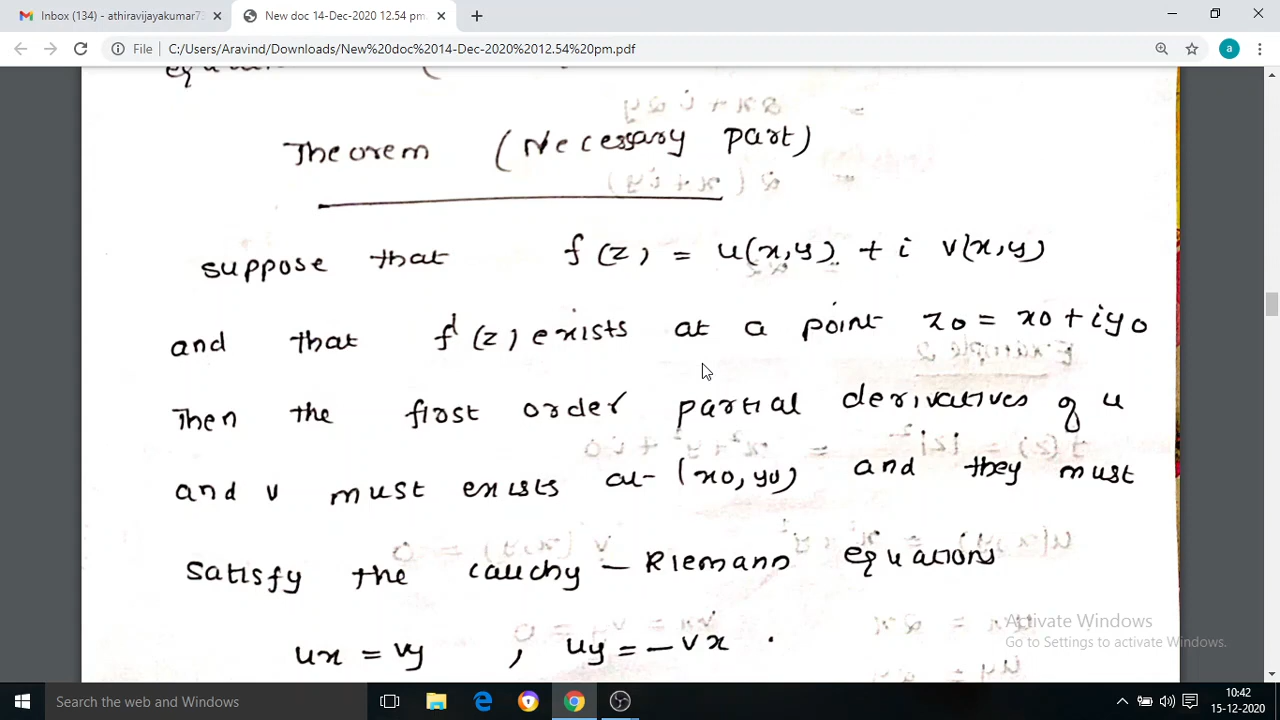 Inbox (134) - athiravijayakumar7
New doc 14-Dec-2020 12.54 pm.
File
C:/Users/Aravind/Downloads/New%20doc%2014-Dec-2020%2012.54%20pm.pdf
a
Theorem (Necessary part)
suppose that f(z) = u(x,y) + i v(x,y)
and that f'(z) exists at a point z0 = x0 + iy0
Then the first order partial derivatives of u
and v must exists at (x0, y0) and they must
Satisfy the Cauchy - Riemann equations
ux = vy , uy = -vx .
Activate Windows
Go to Settings to activate Windows.
Search the web and Windows
10:42
15-12-2020